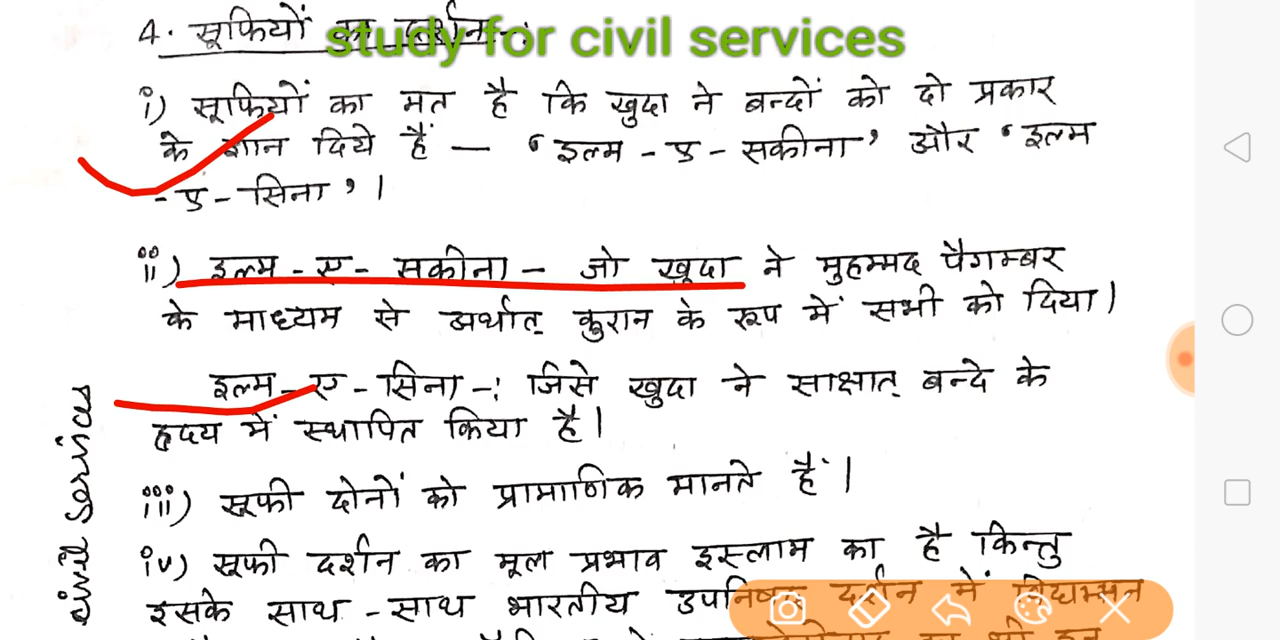 4. सूफियों का दर्शन -:
study for civil services
i) सूफियों का मत है कि खुदा ने बन्दों को दो प्रकार
के ज्ञान दिये हैं — ‘इल्म - ए - सकीना’ और ‘इल्म
- ए - सिना’।
ii) इल्म - ए - सकीना - जो खुदा ने मुहम्मद पैगम्बर
के माध्यम से अर्थात् कुरान के रूप में सभी को दिया।
इल्म - ए - सिना -: जिसे खुदा ने साक्षात् बन्दे के
हृदय में स्थापित किया है।
iii) सूफी दोनों को प्रामाणिक मानते हैं।
iv) सूफी दर्शन का मूल प्रभाव इस्लाम का है किन्तु
इसके साथ - साथ भारतीय उपनिषद दर्शन में
civil services